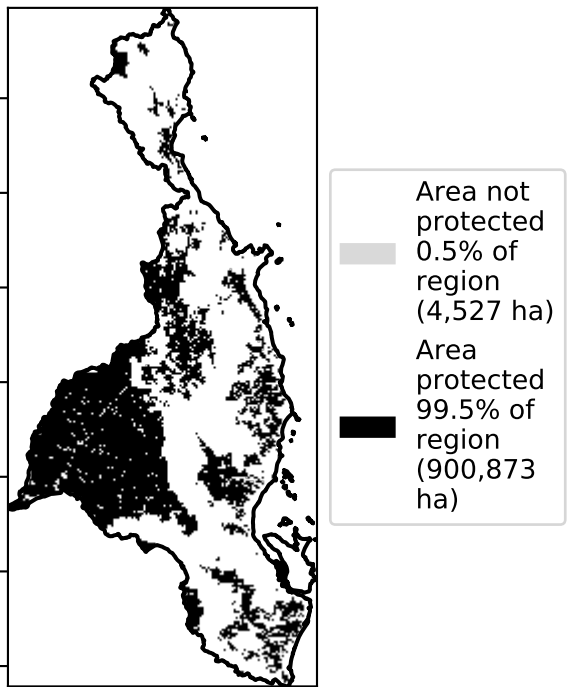 Area not
protected
0.5% of
region
(4,527 ha)
Area
protected
99.5% of
region
(900,873
ha)